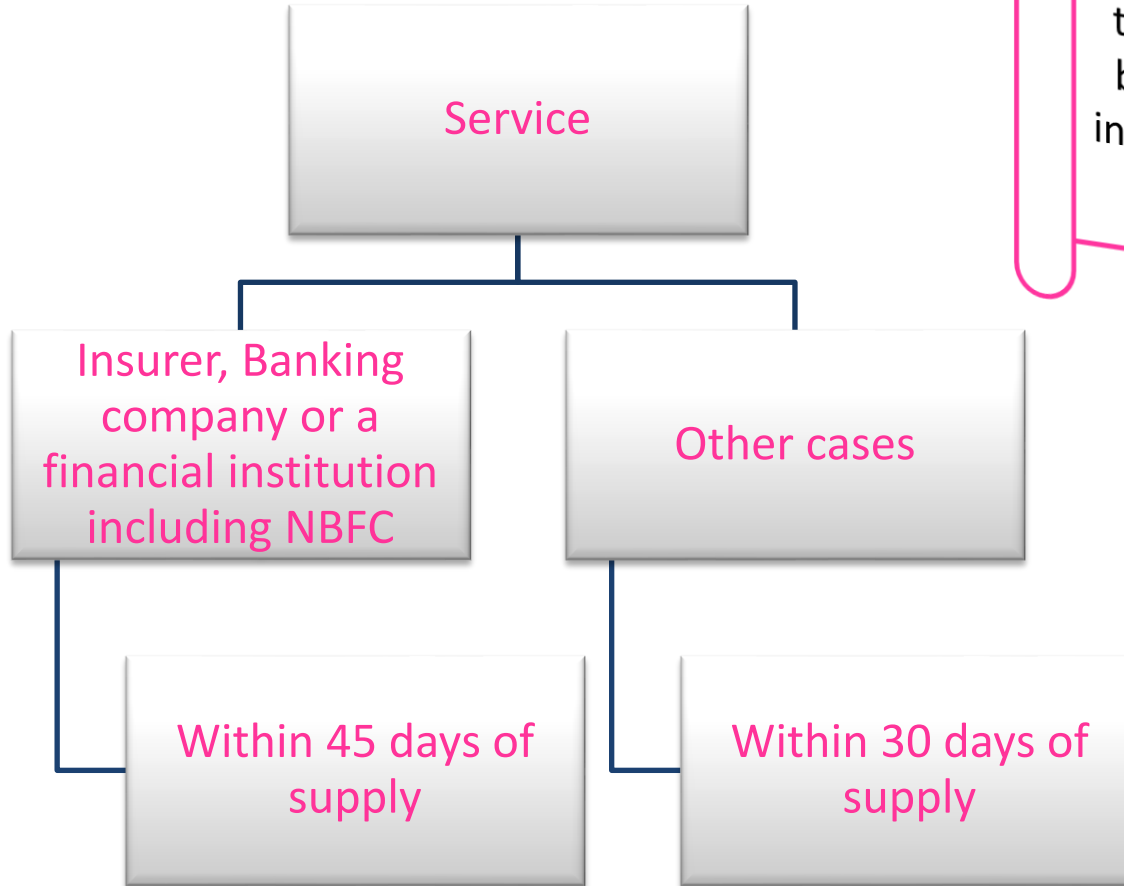 Service
Insurer, Banking
company or a
financial institution
including NBFC
Other cases
Within 45 days of
supply
Within 30 days of
supply